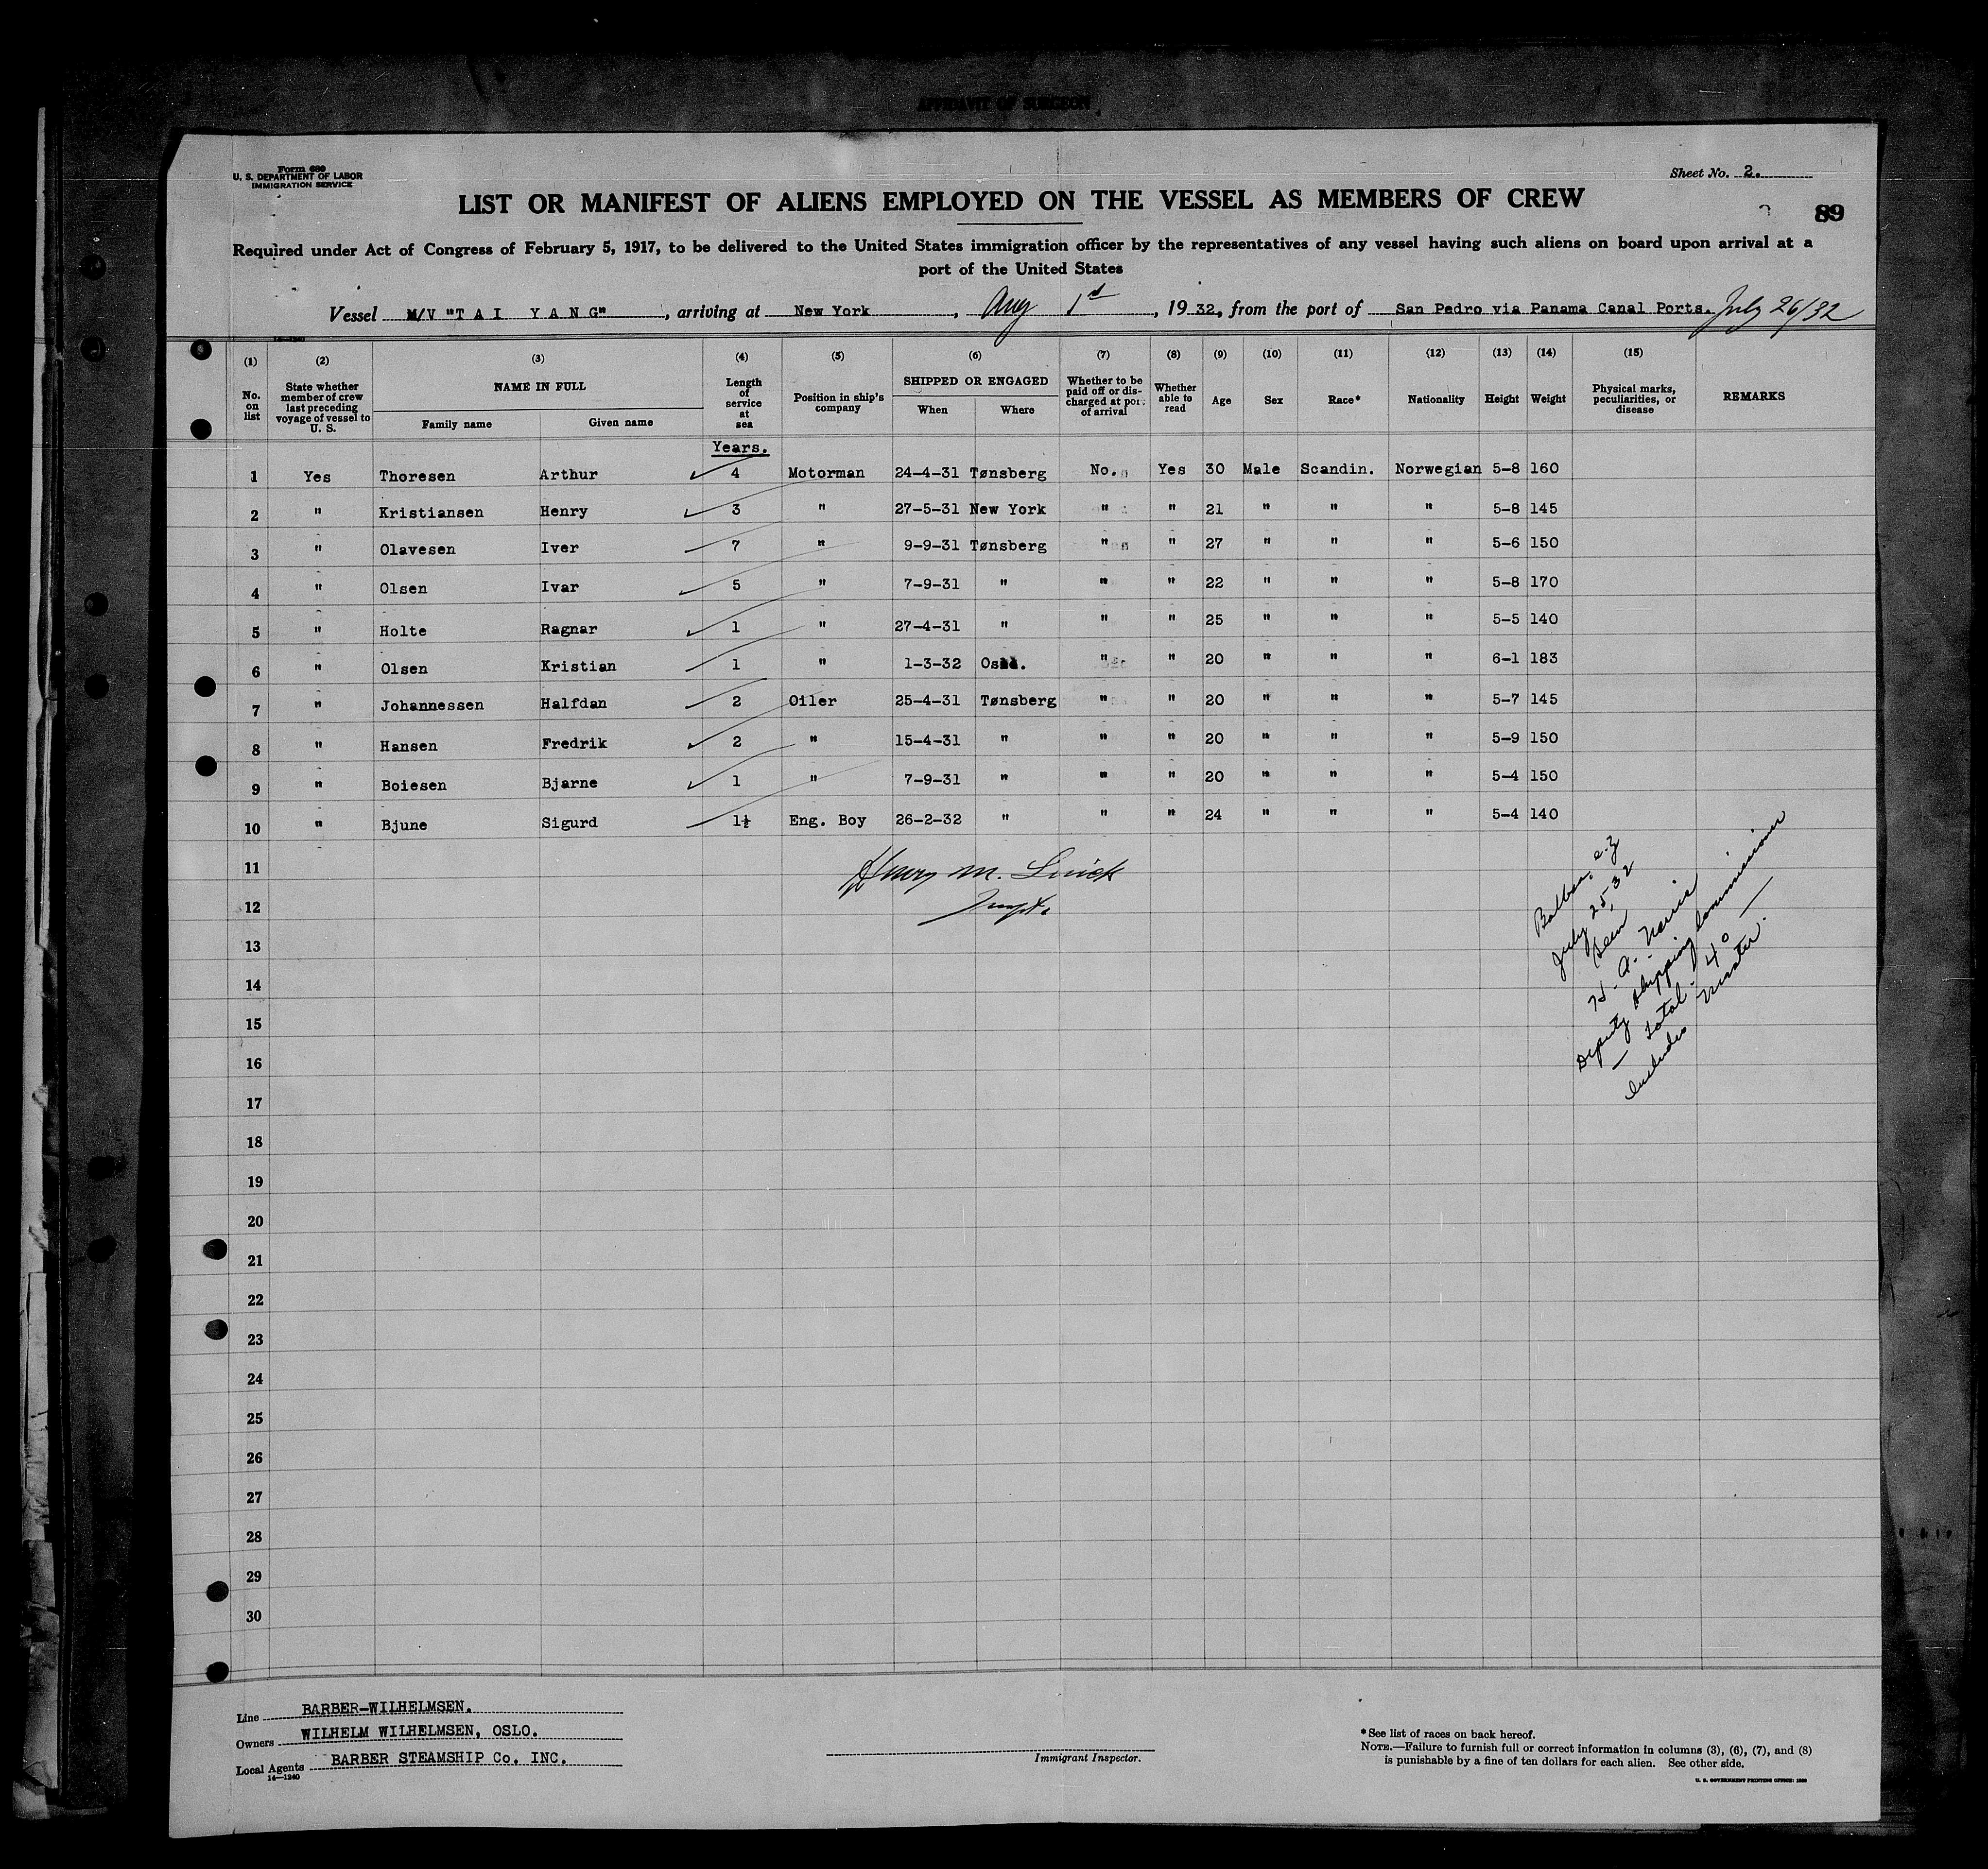 AFFIDAVIT OF SURGEON
Form 680
U. S. DEPARTMENT OF LABOR
IMMIGRATION SERVICE
Sheet No. 2.
LIST OR MANIFEST OF ALIENS EMPLOYED ON THE VESSEL AS MEMBERS OF CREW
89
Required under Act of Congress of February 5, 1917, to be delivered to the United States immigration officer by the representatives of any vessel having such aliens on board upon arrival at a
port of the United States
Vessel M/V "T A I Y A N G", arriving at New York, Aug 1d, 1932, from the port of San Pedro via Panama Canal Ports. July 26/32
14—1240
(1) (2) (3) (4) (5) (6) (7) (8) (9) (10) (11) (12) (13) (14) (15)
No. on list
State whether member of crew last preceding voyage of vessel to U. S.
NAME IN FULL
Family name Given name
Length of service at sea
Position in ship's company
SHIPPED OR ENGAGED
When Where
Whether to be paid off or discharged at port of arrival
Whether able to read
Age Sex Race* Nationality Height Weight
Physical marks, peculiarities, or disease
REMARKS
Years.
1 Yes Thoresen Arthur 4 Motorman 24-4-31 Tønsberg No. Yes 30 Male Scandin. Norwegian 5-8 160
2 " Kristiansen Henry 3 " 27-5-31 New York " " 21 " " " 5-8 145
3 " Olavesen Iver 7 " 9-9-31 Tønsberg " " 27 " " " 5-6 150
4 " Olsen Ivar 5 " 7-9-31 " " " 22 " " " 5-8 170
5 " Holte Ragnar 1 " 27-4-31 " " " 25 " " " 5-5 140
6 " Olsen Kristian 1 " 1-3-32 " " 20 " " " 6-1 183
7 " Johannessen Halfdan 2 Oiler 25-4-31 Tønsberg " " 20 " " " 5-7 145
8 " Hansen Fredrik 2 " 15-4-31 " " " 20 " " " 5-9 150
9 " Boiesen Bjarne 1 " 7-9-31 " " " 20 " " " 5-4 150
10 " Bjune Sigurd 1½ Eng. Boy 26-2-32 " " " 24 " " " 5-4 140
11
12
13
14
15
16
17
18
19
20
21
22
23
24
25
26
27
28
29
30
Henry M.
Balboa, C.Z
July 25, 32
Seen
H. A.
Deputy Shipping Commissioner
— Total - 40 —
Includes Master.
Line BARBER-WILHELMSEN.
Owners WILHELM WILHELMSEN, OSLO.
Local Agents BARBER STEAMSHIP Co. INC.
14—1240
Immigrant Inspector.
*See list of races on back hereof.
NOTE.—Failure to furnish full or correct information in columns (3), (6), (7), and (8)
is punishable by a fine of ten dollars for each alien. See other side.